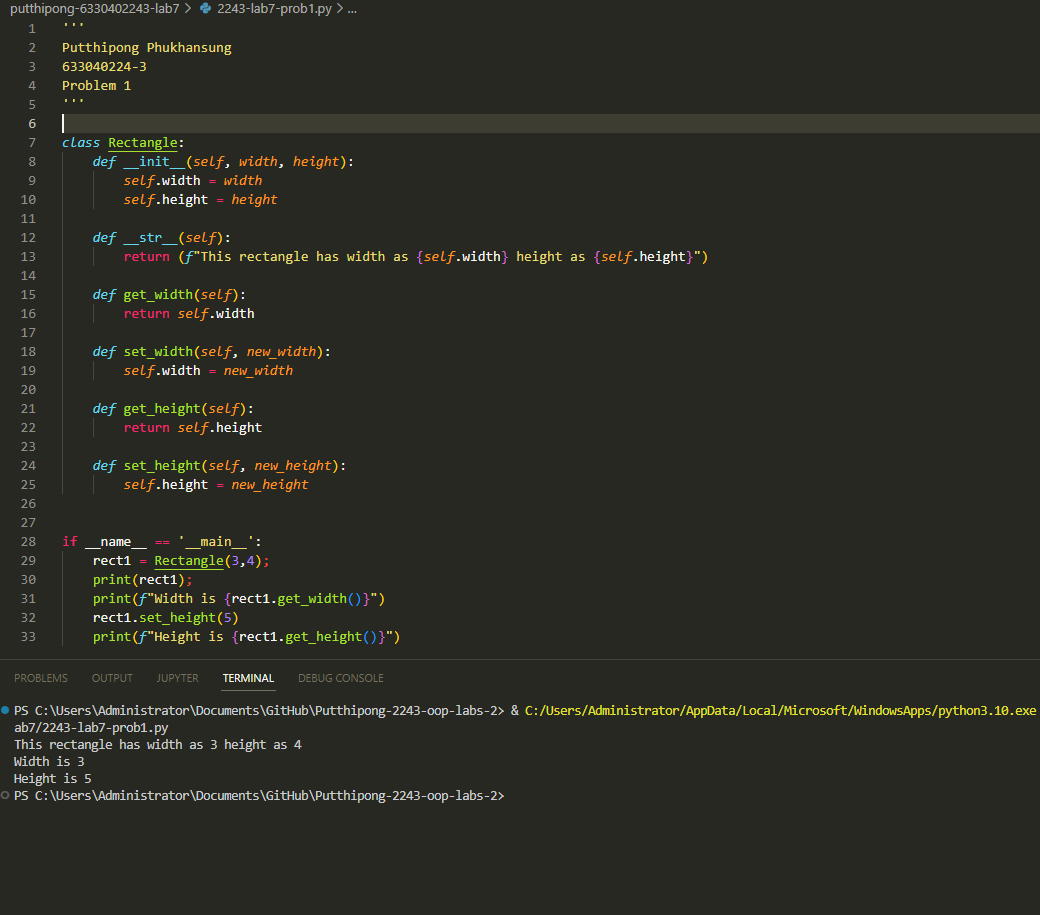 putthipong-6330402243-lab7 > 2243-lab7-prob1.py > ...
1 '''
2 Putthipong Phukhansung
3 633040224-3
4 Problem 1
5 '''
6
7 class Rectangle:
8     def __init__(self, width, height):
9         self.width = width
10         self.height = height
11
12     def __str__(self):
13         return (f"This rectangle has width as {self.width} height as {self.height}")
14
15     def get_width(self):
16         return self.width
17
18     def set_width(self, new_width):
19         self.width = new_width
20
21     def get_height(self):
22         return self.height
23
24     def set_height(self, new_height):
25         self.height = new_height
26
27
28 if __name__ == '__main__':
29     rect1 = Rectangle(3,4);
30     print(rect1);
31     print(f"Width is {rect1.get_width()}")
32     rect1.set_height(5)
33     print(f"Height is {rect1.get_height()}")
PROBLEMS OUTPUT JUPYTER TERMINAL DEBUG CONSOLE
PS C:\Users\Administrator\Documents\GitHub\Putthipong-2243-oop-labs-2> & C:/Users/Administrator/AppData/Local/Microsoft/WindowsApps/python3.10.exe
ab7/2243-lab7-prob1.py
This rectangle has width as 3 height as 4
Width is 3
Height is 5
PS C:\Users\Administrator\Documents\GitHub\Putthipong-2243-oop-labs-2>